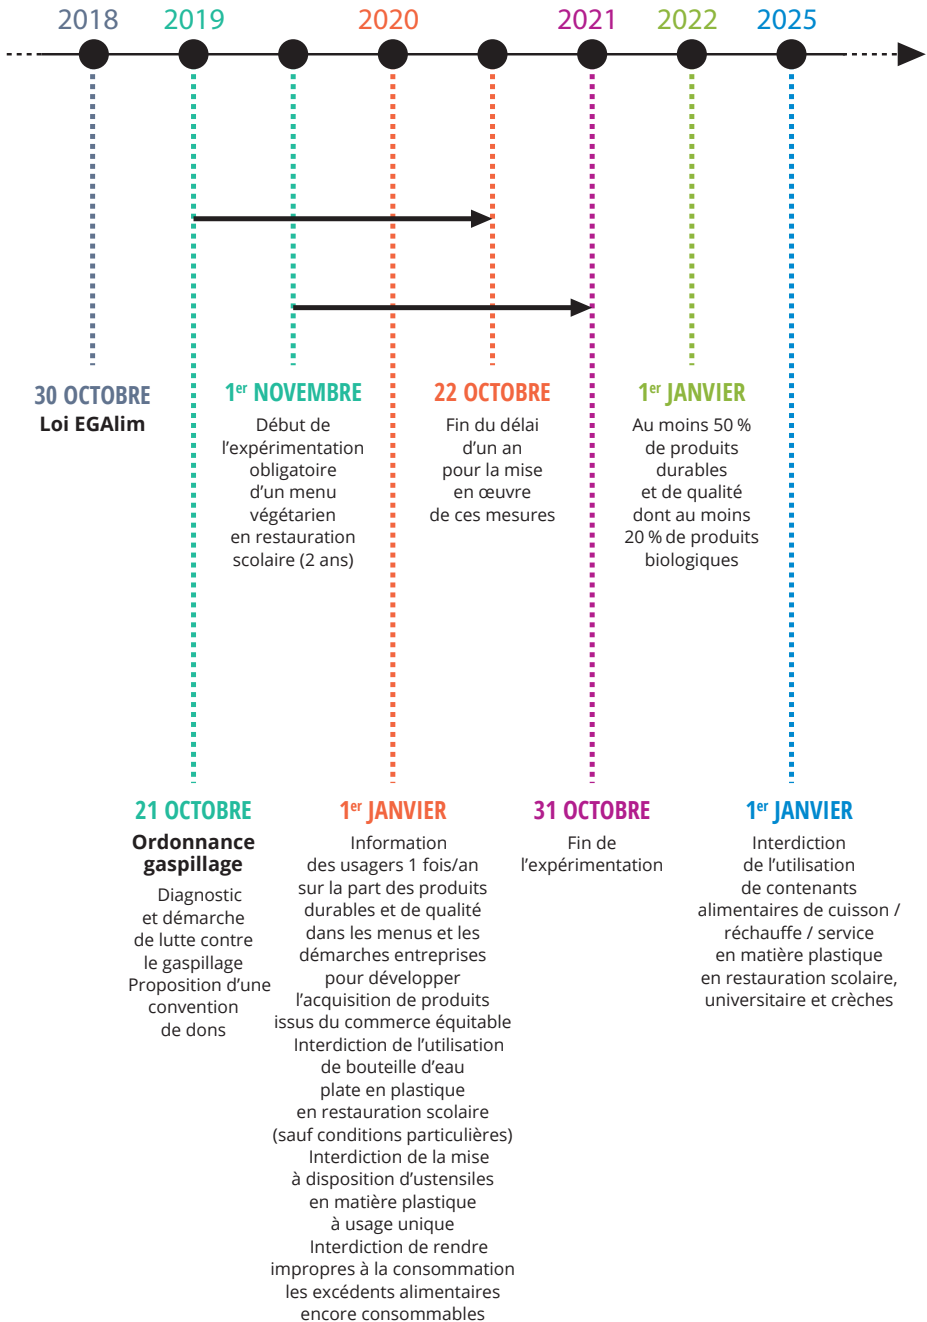 2018
2019
2020
2021
2022
2025
30 OCTOBRE
Loi EGAlim
1er NOVEMBRE
Début de
l'expérimentation
obligatoire
d'un menu
végétarien
en restauration
scolaire (2 ans)
22 OCTOBRE
Fin du délai
d'un an
pour la mise
en œuvre
de ces mesures
1er JANVIER
Au moins 50 %
de produits
durables
et de qualité
dont au moins
20 % de produits
biologiques
21 OCTOBRE
Ordonnance
gaspillage
Diagnostic
et démarche
de lutte contre
le gaspillage
Proposition d'une
convention
de dons
1er JANVIER
Information
des usagers 1 fois/an
sur la part des produits
durables et de qualité
dans les menus et les
démarches entreprises
pour développer
l'acquisition de produits
issus du commerce équitable
Interdiction de l'utilisation
de bouteille d'eau
plate en plastique
en restauration scolaire
(sauf conditions particulières)
Interdiction de la mise
à disposition d'ustensiles
en matière plastique
à usage unique
Interdiction de rendre
impropres à la consommation
les excédents alimentaires
encore consommables
31 OCTOBRE
Fin de
l'expérimentation
1er JANVIER
Interdiction
de l'utilisation
de contenants
alimentaires de cuisson /
réchauffe / service
en matière plastique
en restauration scolaire,
universitaire et crèches